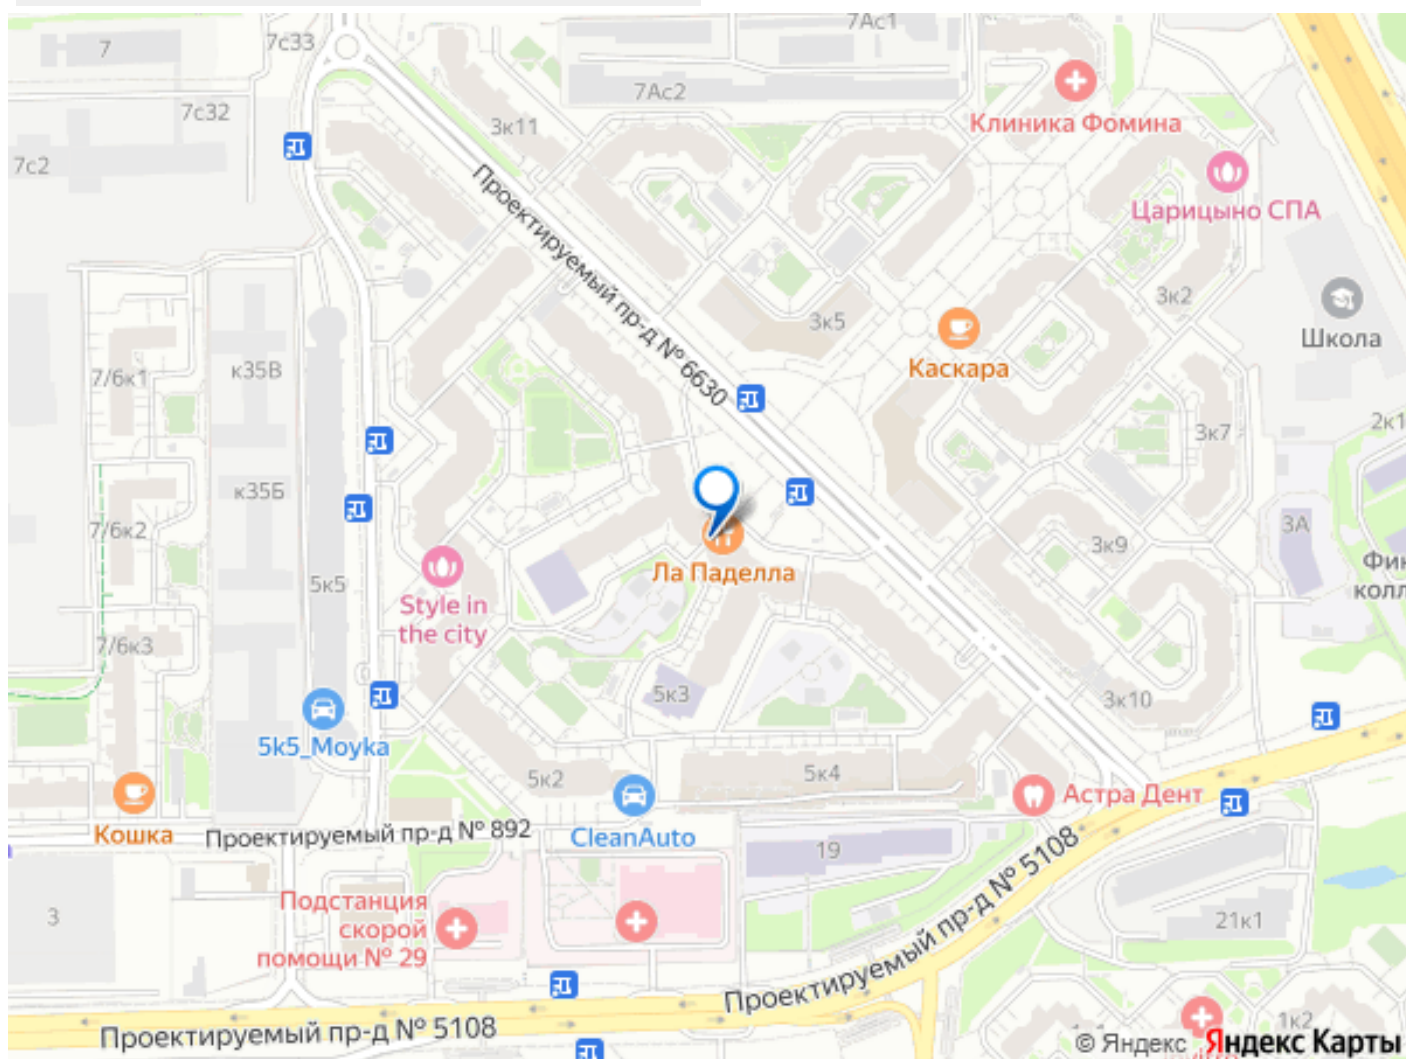 7Ас1
7с33
7
7Ас2
7с32
Клиника Фомина
3к11
7с2
Проектируемый пр-д № 6630
Царицыно СПА
3к2
3к5
Школа
Каскара
к35В
7/6к1
2к1
3к7
к35Б
7/6к2
3А
3к9
Ла Паделла
5к5
Style in
the city
7/6к3
5к3
3к10
5k5_Moyka
5к2
5к4
Астра Дент
Кошка
Проектируемый пр-д № 892
CleanAuto
19
Проектируемый пр-д № 5108
Подстанция
скорой
помощи № 29
3
21к1
Проектируемый пр-д № 5108
1к2
© Яндекс Яндекс Карты